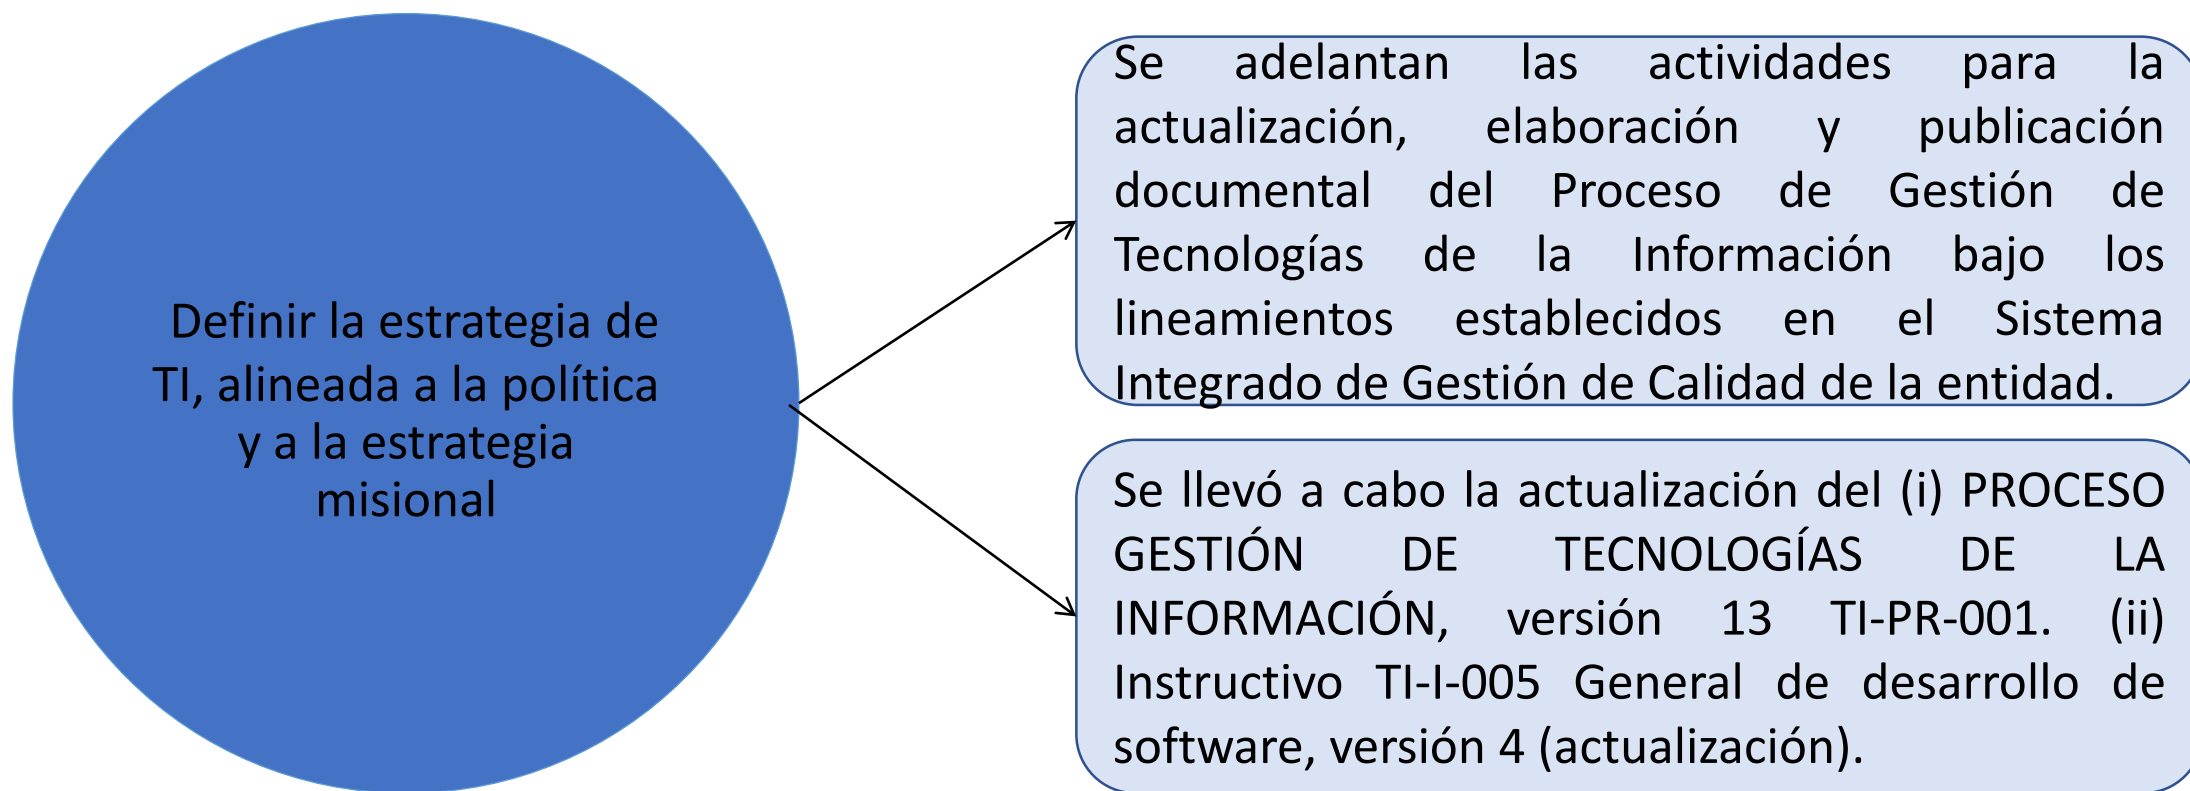 Definir la estrategia de
TI, alineada a la política
y a la estrategia
misional
Se adelantan las actividades para la
actualización, elaboración y publicación
documental del Proceso de Gestión de
Tecnologías de la Información bajo los
lineamientos establecidos en el Sistema
Integrado de Gestión de Calidad de la entidad.
Se llevó a cabo la actualización del (i) PROCESO
GESTIÓN DE TECNOLOGÍAS DE LA
INFORMACIÓN, versión 13 TI-PR-001. (ii)
Instructivo TI-I-005 General de desarrollo de
software, versión 4 (actualización).